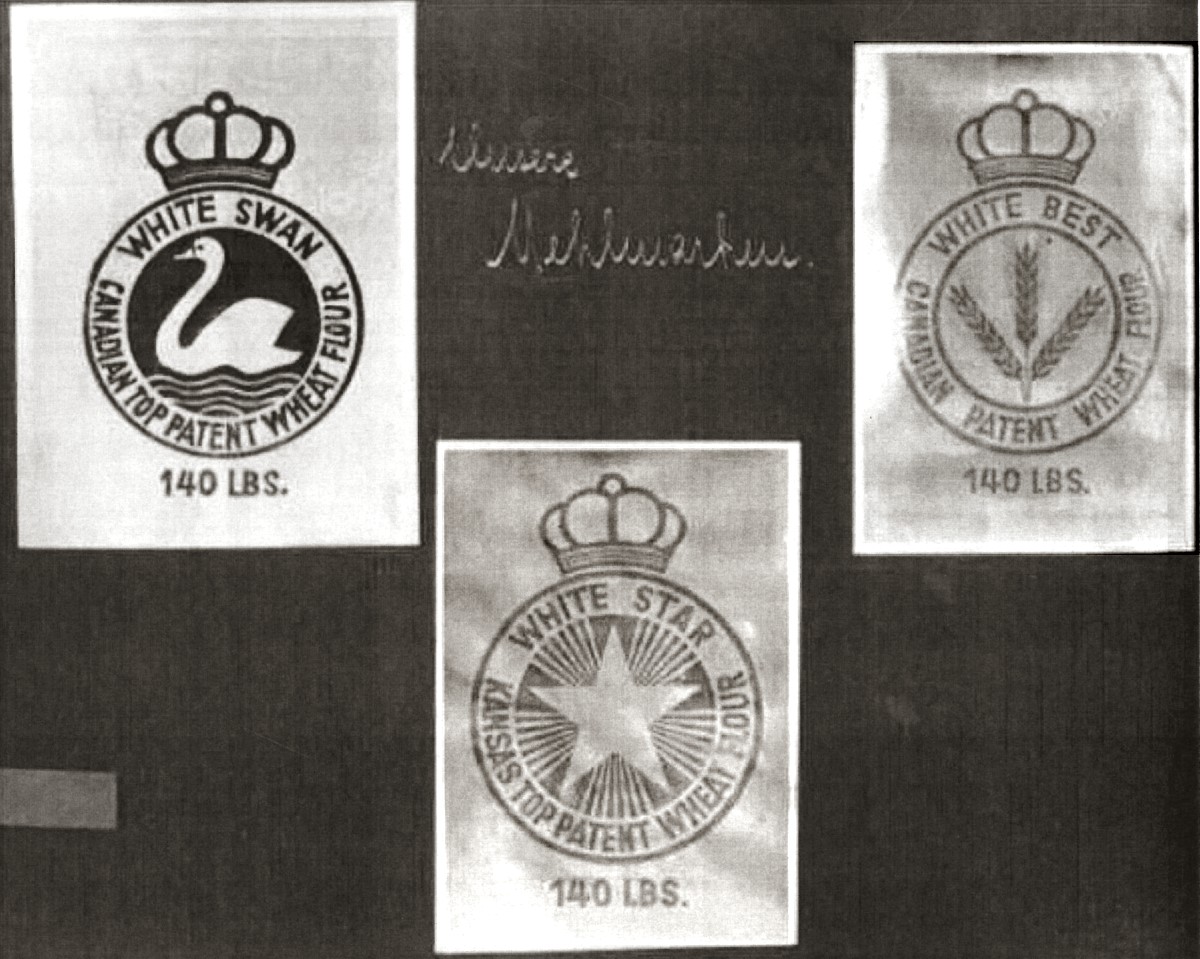 WHITE SWAN
CANADIAN TOP PATENT WHEAT FLOUR
140 LBS.
Unsere
Mehlmarken.
WHITE BEST
CANADIAN PATENT WHEAT FLOUR
140 LBS.
WHITE STAR
KANSAS TOP PATENT WHEAT FLOUR
140 LBS.